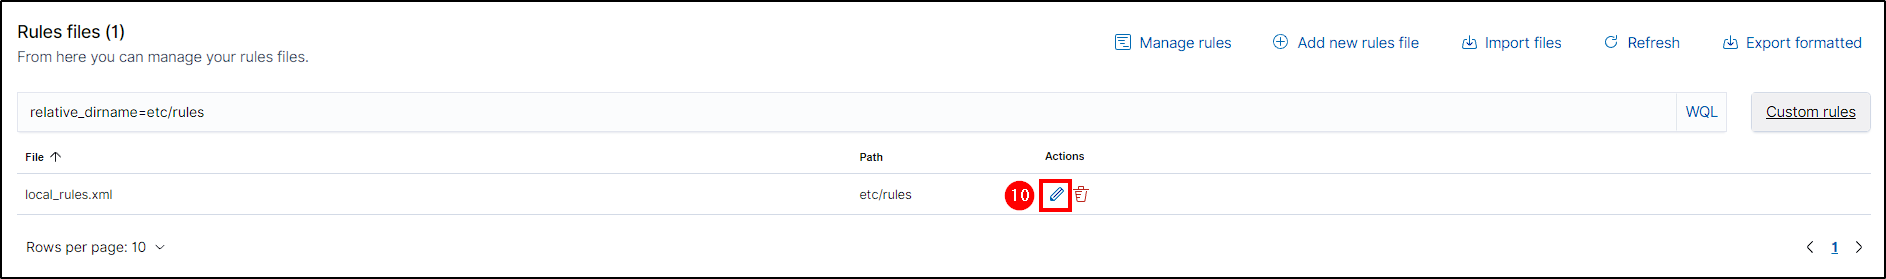 Rules files (1)
From here you can manage your rules files.
Manage rules
Add new rules file
Import files
Refresh
Export formatted
relative_dirname=etc/rules
WQL
Custom rules
File Path Actions
local_rules.xml etc/rules 10
Rows per page: 10
1